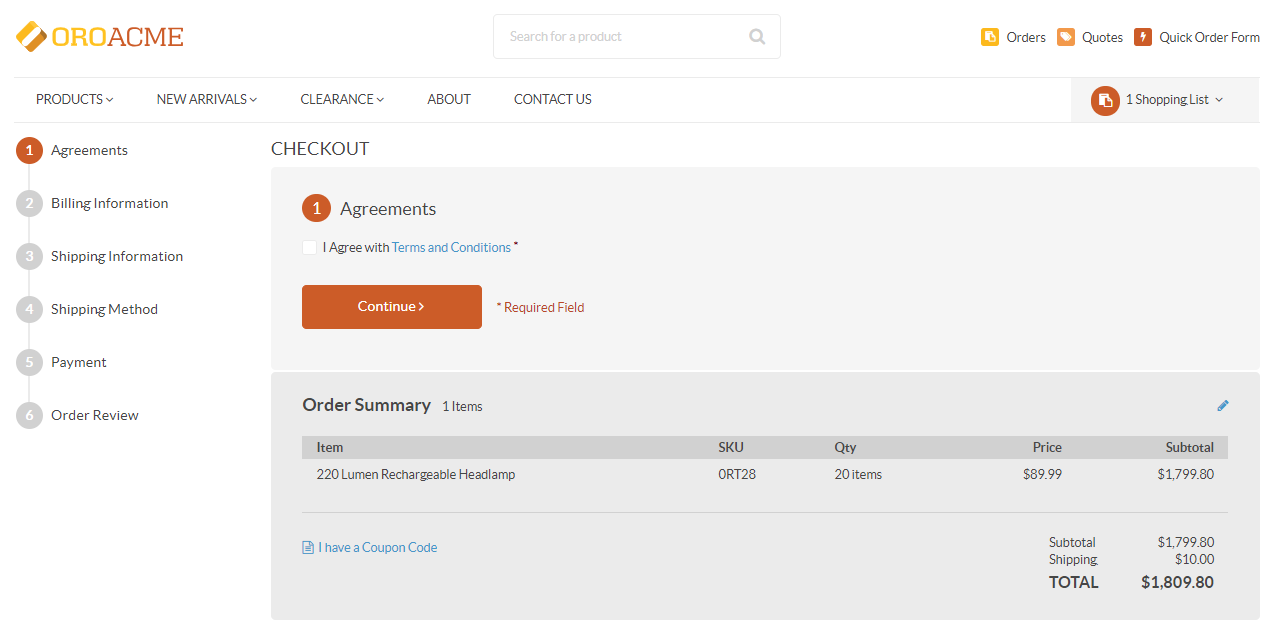 OROACME
Search for a product
Orders Quotes Quick Order Form
PRODUCTS NEW ARRIVALS CLEARANCE ABOUT CONTACT US 1 Shopping List
1 Agreements
2 Billing Information
3 Shipping Information
4 Shipping Method
5 Payment
6 Order Review
CHECKOUT
1 Agreements
I Agree with Terms and Conditions *
Continue >
* Required Field
Order Summary 1 Items
Item SKU Qty Price Subtotal
220 Lumen Rechargeable Headlamp 0RT28 20 items $89.99 $1,799.80
I have a Coupon Code
Subtotal $1,799.80
Shipping $10.00
TOTAL $1,809.80